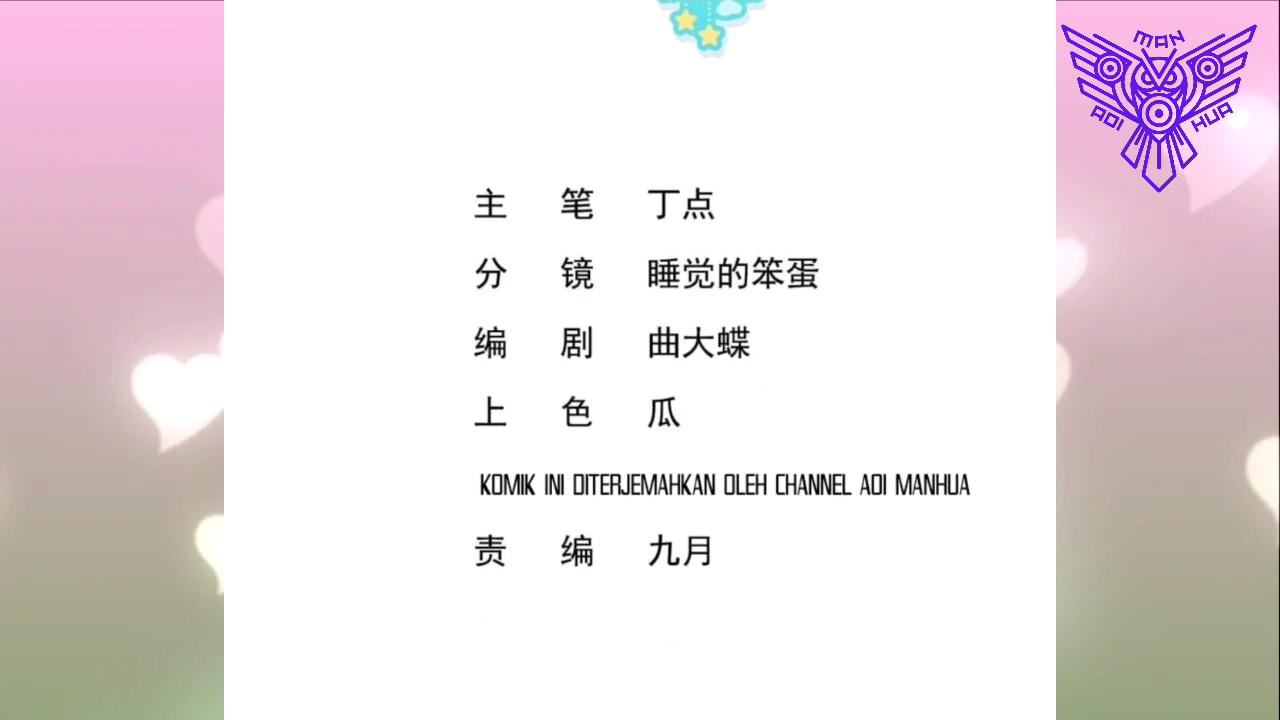 MAN
AOI HUA
主 笔 丁点
分 镜 睡觉的笨蛋
编 剧 曲大蝶
上 色 瓜
KOMIK INI DITERJEMAHKAN OLEH CHANNEL AOI MANHUA
责 编 九月